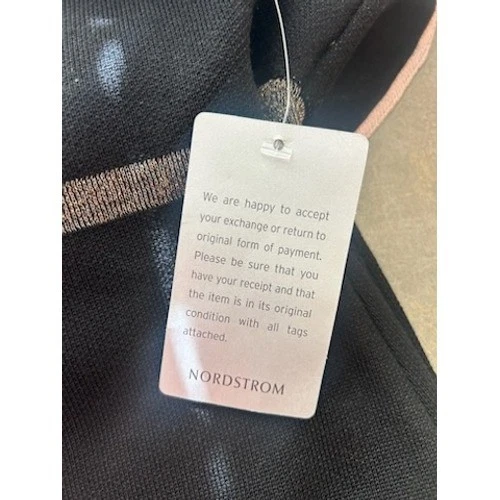 We are happy to accept
your exchange or return to
original form of payment.
Please be sure that you
have your receipt and that
the item is in its original
condition with all tags
attached.
NORDSTROM